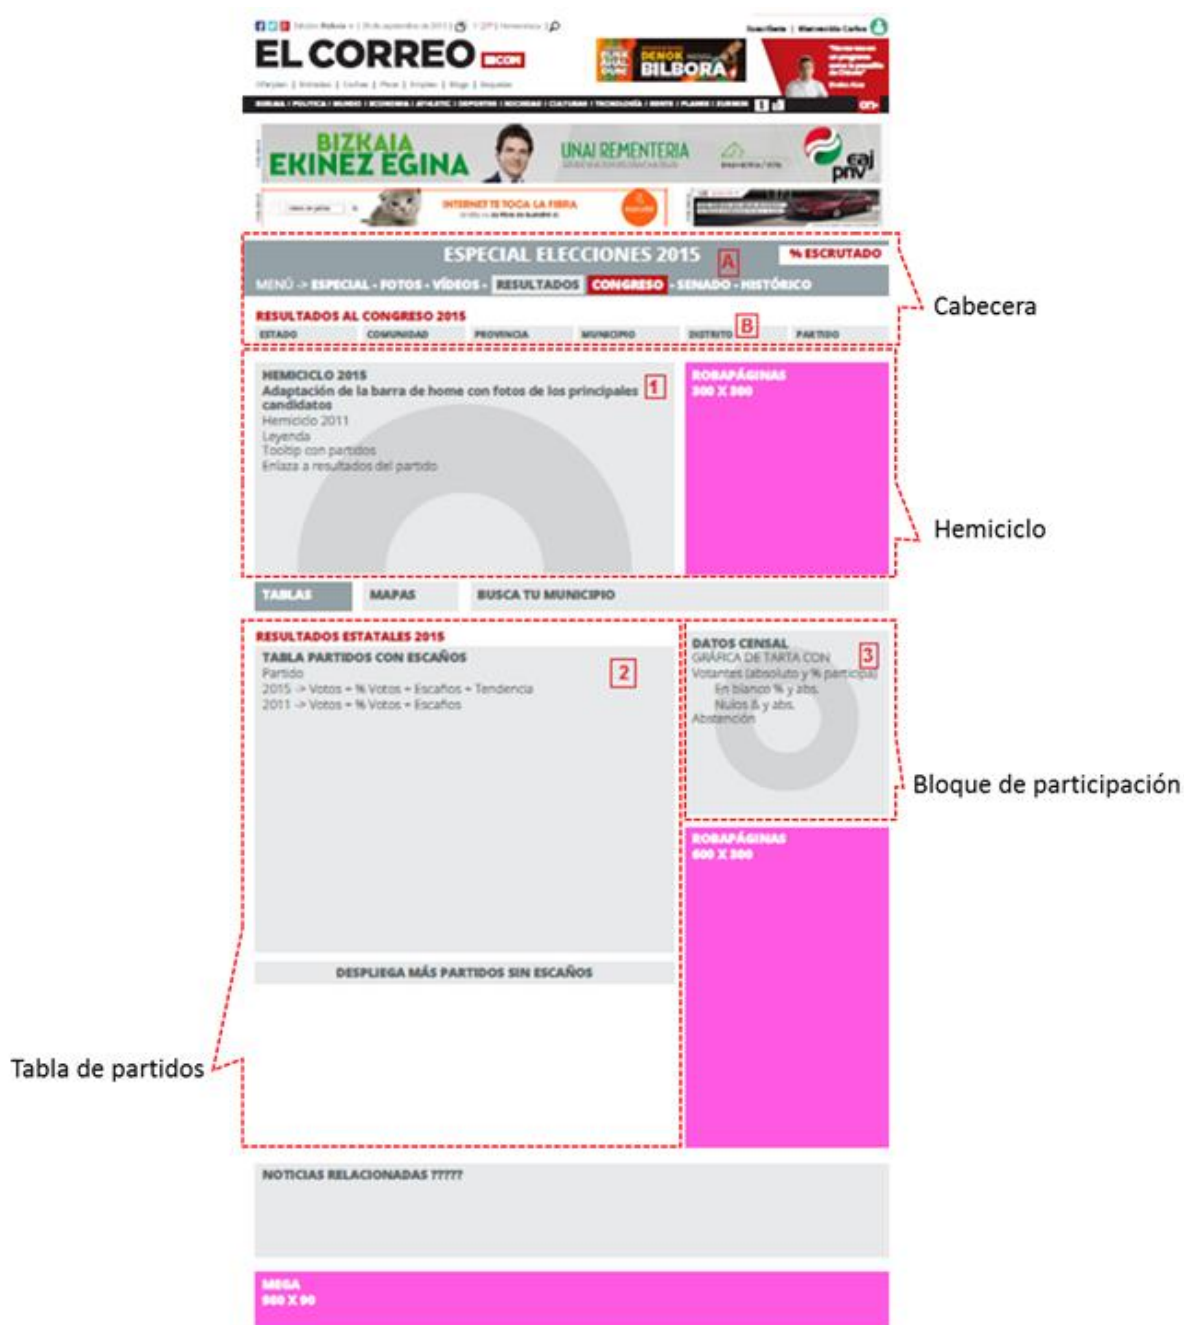 EL CORREO .COM
DENOK
BILBORA
BIZKAIA
EKINEZ EGINA
UNAI REMENTERIA
eaj
pnv
INTERNET TE TOCA LA FIBRA
ESPECIAL ELECCIONES 2015
A
% ESCRUTADO
MENÚ -> ESPECIAL - FOTOS - VÍDEOS - RESULTADOS CONGRESO - SENADO - HISTÓRICO
Cabecera
RESULTADOS AL CONGRESO 2015
B
ESTADO COMUNIDAD PROVINCIA MUNICIPIO DISTRITO PARTIDO
HEMICICLO 2015
Adaptación de la barra de home con fotos de los principales
candidatos
1
Hemiciclo 2011
Leyenda
Tooltip con partidos
Enlaza a resultados del partido
ROBAPÁGINAS
300 X 300
Hemiciclo
TABLAS MAPAS BUSCA TU MUNICIPIO
RESULTADOS ESTATALES 2015
TABLA PARTIDOS CON ESCAÑOS
Partido
2015 -> Votos + % Votos + Escaños + Tendencia
2011 -> Votos + % Votos + Escaños
2
DATOS CENSAL
GRÁFICA DE TARTA CON
Votantes (absoluto y % participa)
En blanco % y abs.
Nulos & y abs.
Abstención
3
Bloque de participación
ROBAPÁGINAS
600 X 300
DESPLIEGA MÁS PARTIDOS SIN ESCAÑOS
Tabla de partidos
NOTICIAS RELACIONADAS ?????
MEGA
980 X 90